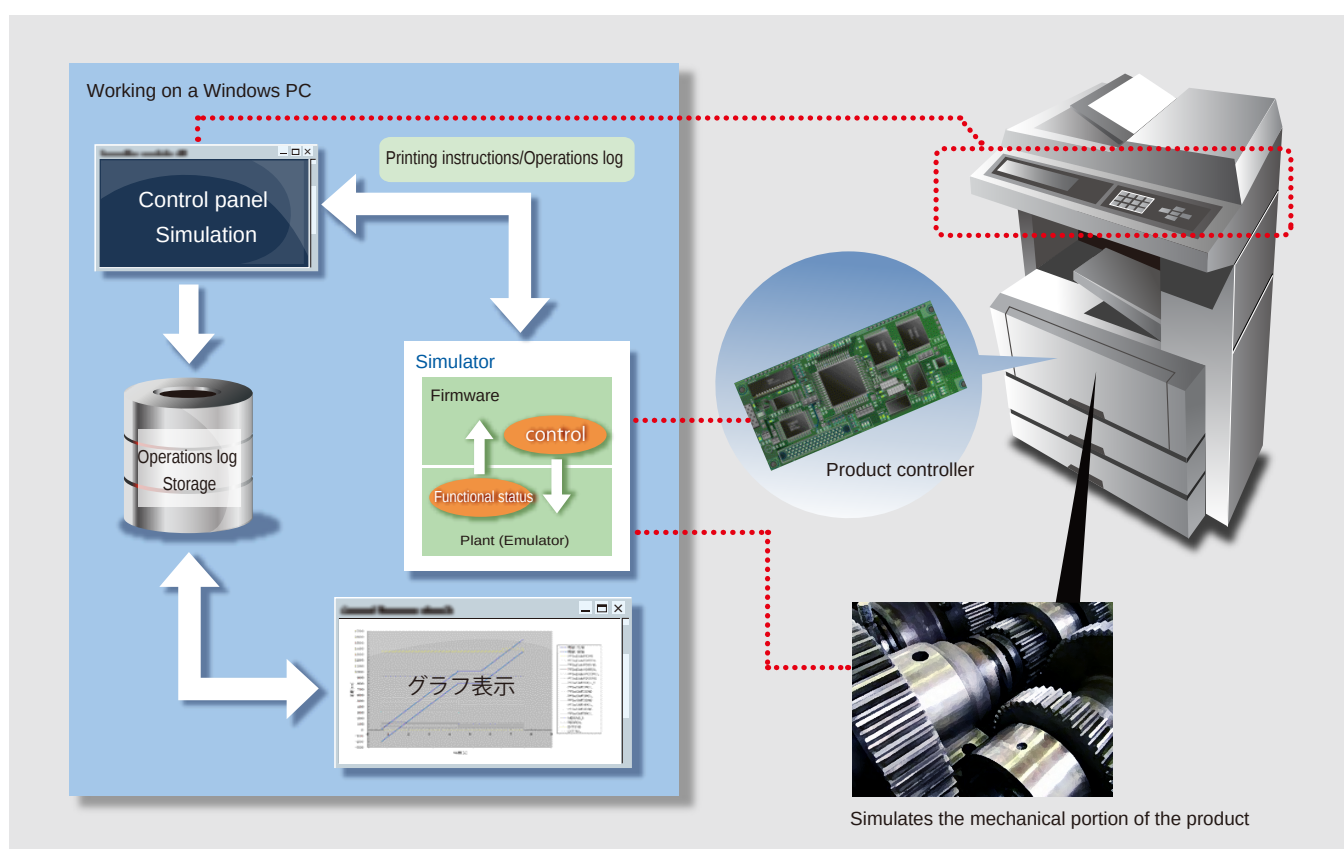 Working on a Windows PC
Printing instructions/Operations log
Control panel
Simulation
Simulator
Firmware
control
Functional status
Plant (Emulator)
Operations log
Storage
グラフ表示
Product controller
Simulates the mechanical portion of the product